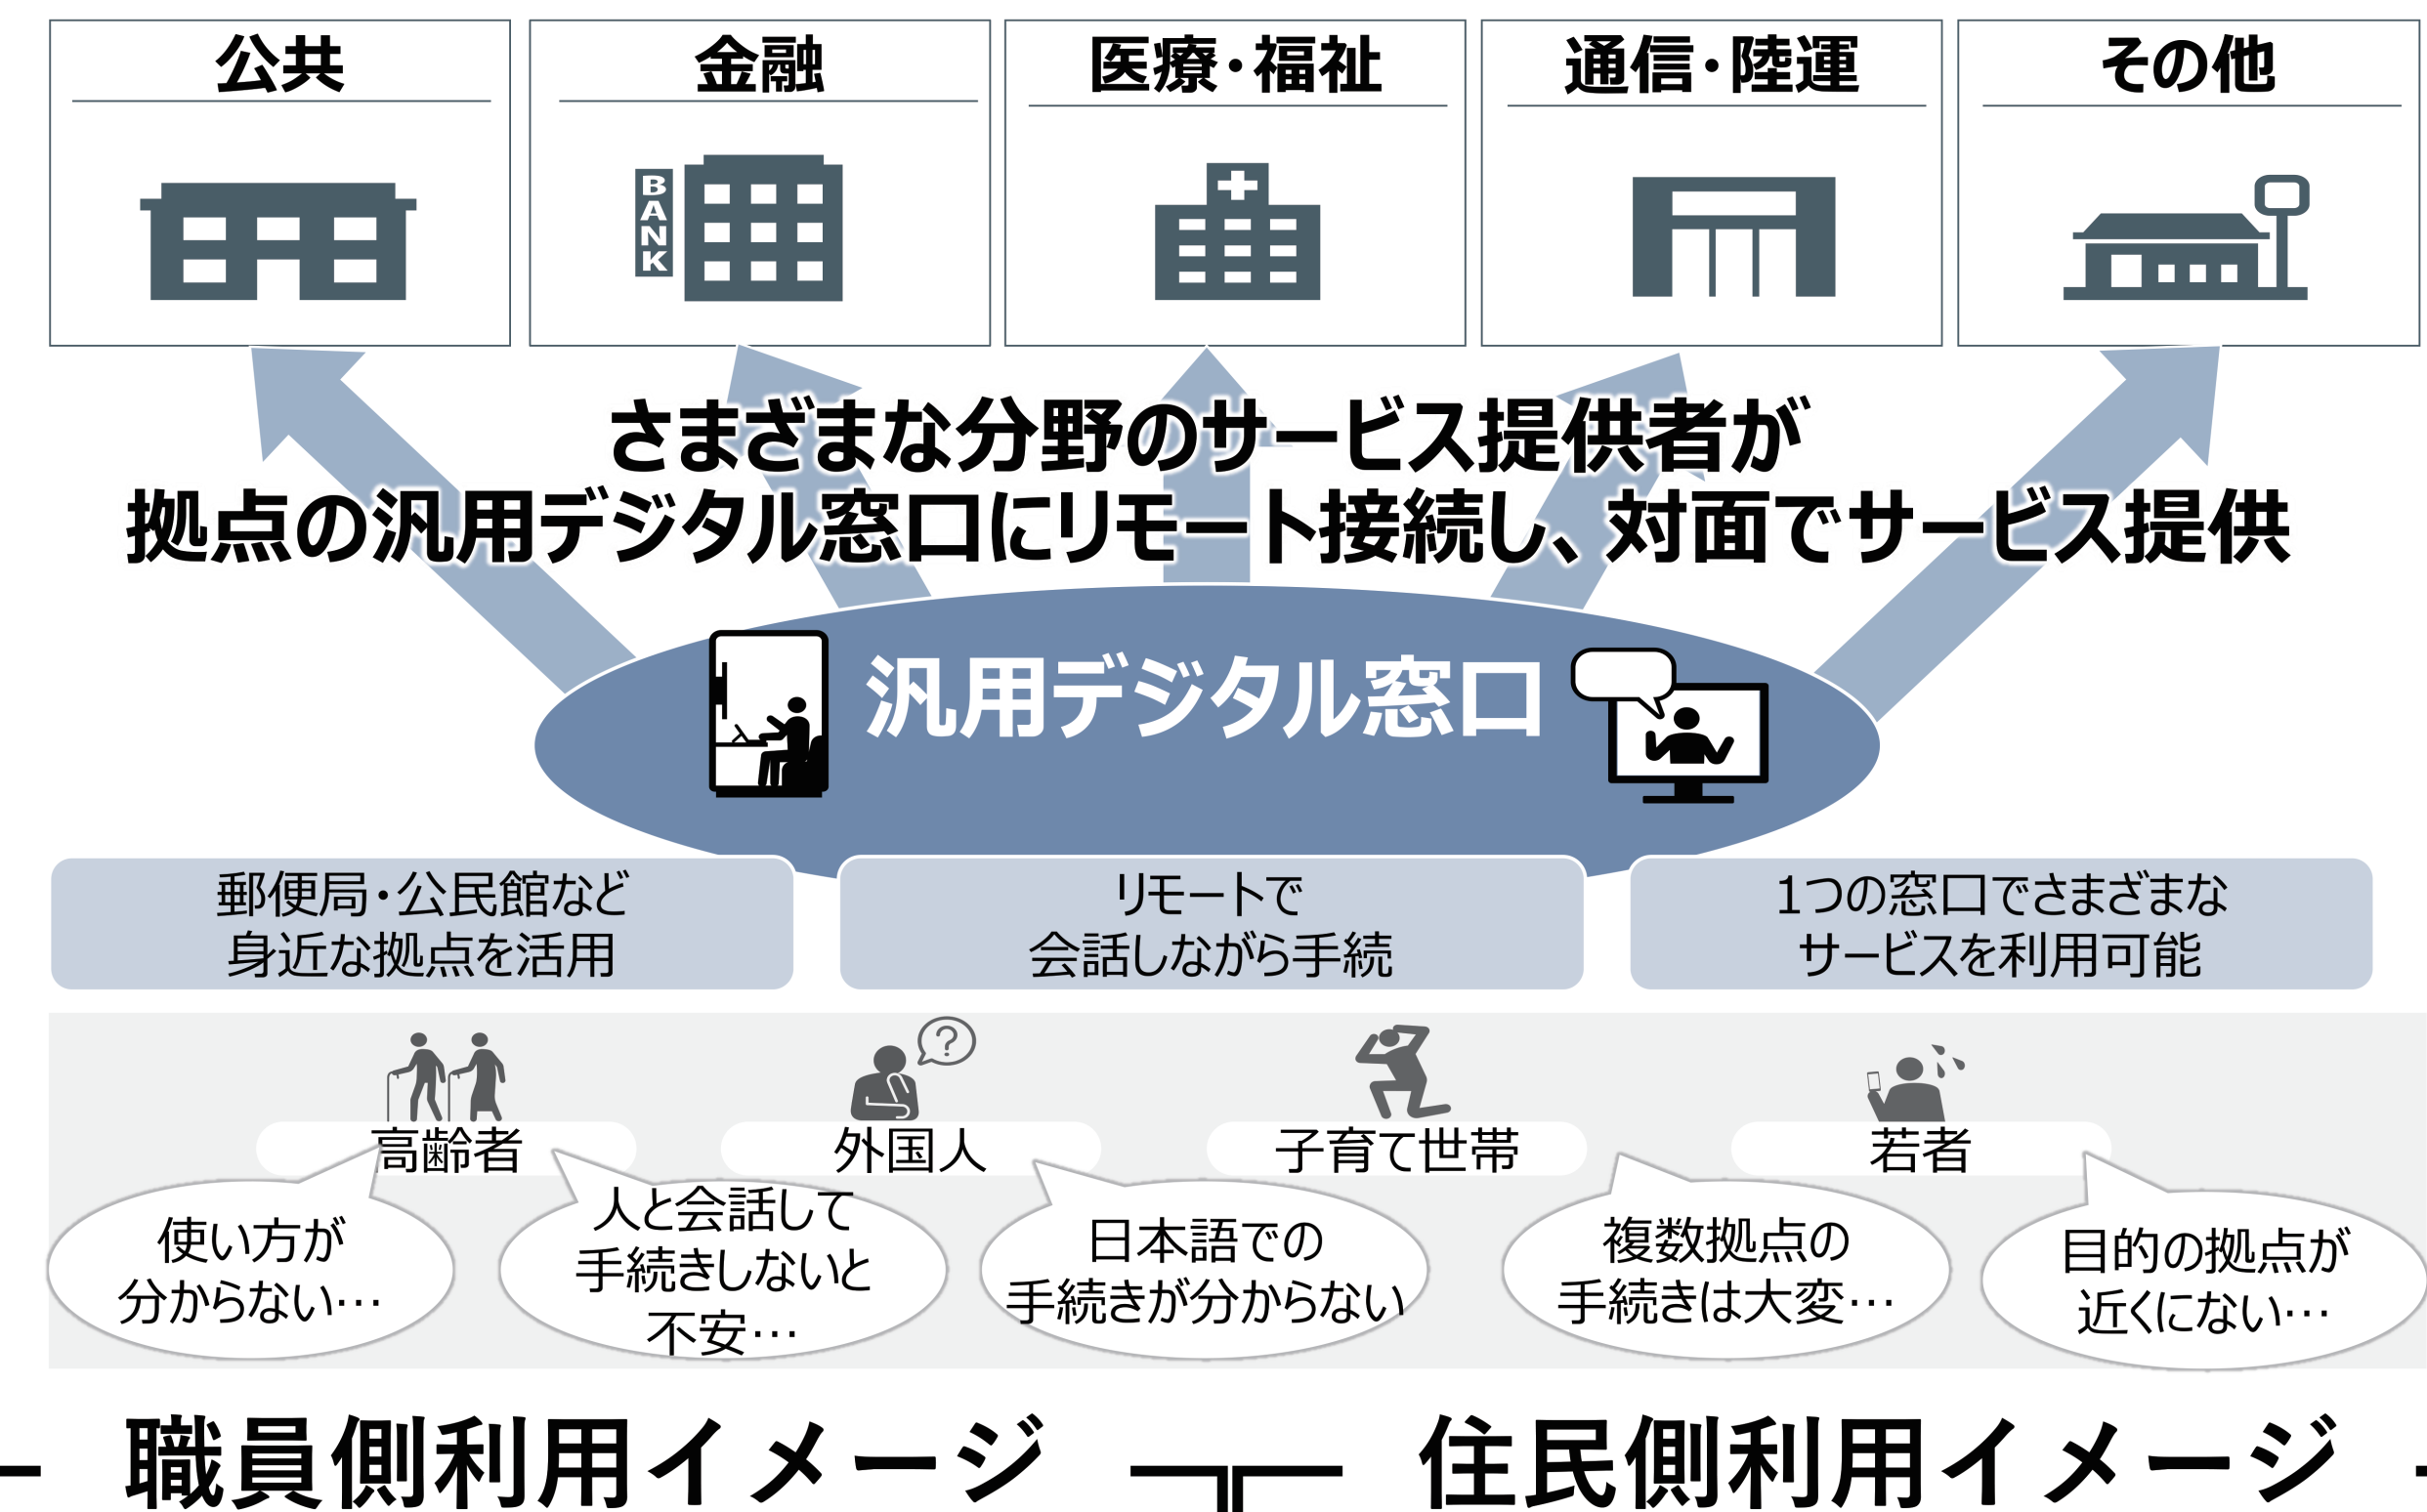 公共
金融
医療・福祉
通信・陸運
その他
BANK
さまざまな分野のサービス提供者が
拠点の汎用デジタル窓口にリモート接続し、対面でサービス提供
汎用デジタル窓口
郵便局・公民館など
身近な拠点を活用
リモートで
会話しながら手続
1つの窓口でさまざまな
サービスを利用可能
?
高齢者
外国人
子育て世帯
若者
使い方が
分からない…
人と会話して
手続きしないと
不安…
日本語での
手続きが分からない
複数拠点の
手続きは大変…
目的の拠点が
近くにない…
職員側利用イメージ
住民側利用イメージ